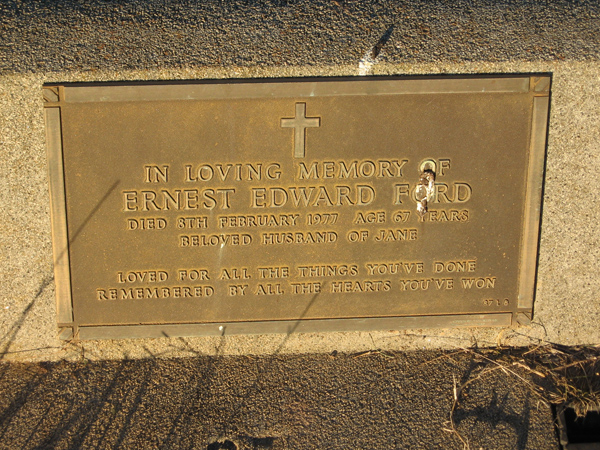 IN LOVING MEMORY OF
ERNEST EDWARD FORD
DIED 8TH FEBRUARY 1977 AGE 67 YEARS
BELOVED HUSBAND OF JANE
LOVED FOR ALL THE THINGS YOU'VE DONE
REMEMBERED BY ALL THE HEARTS YOU'VE WON